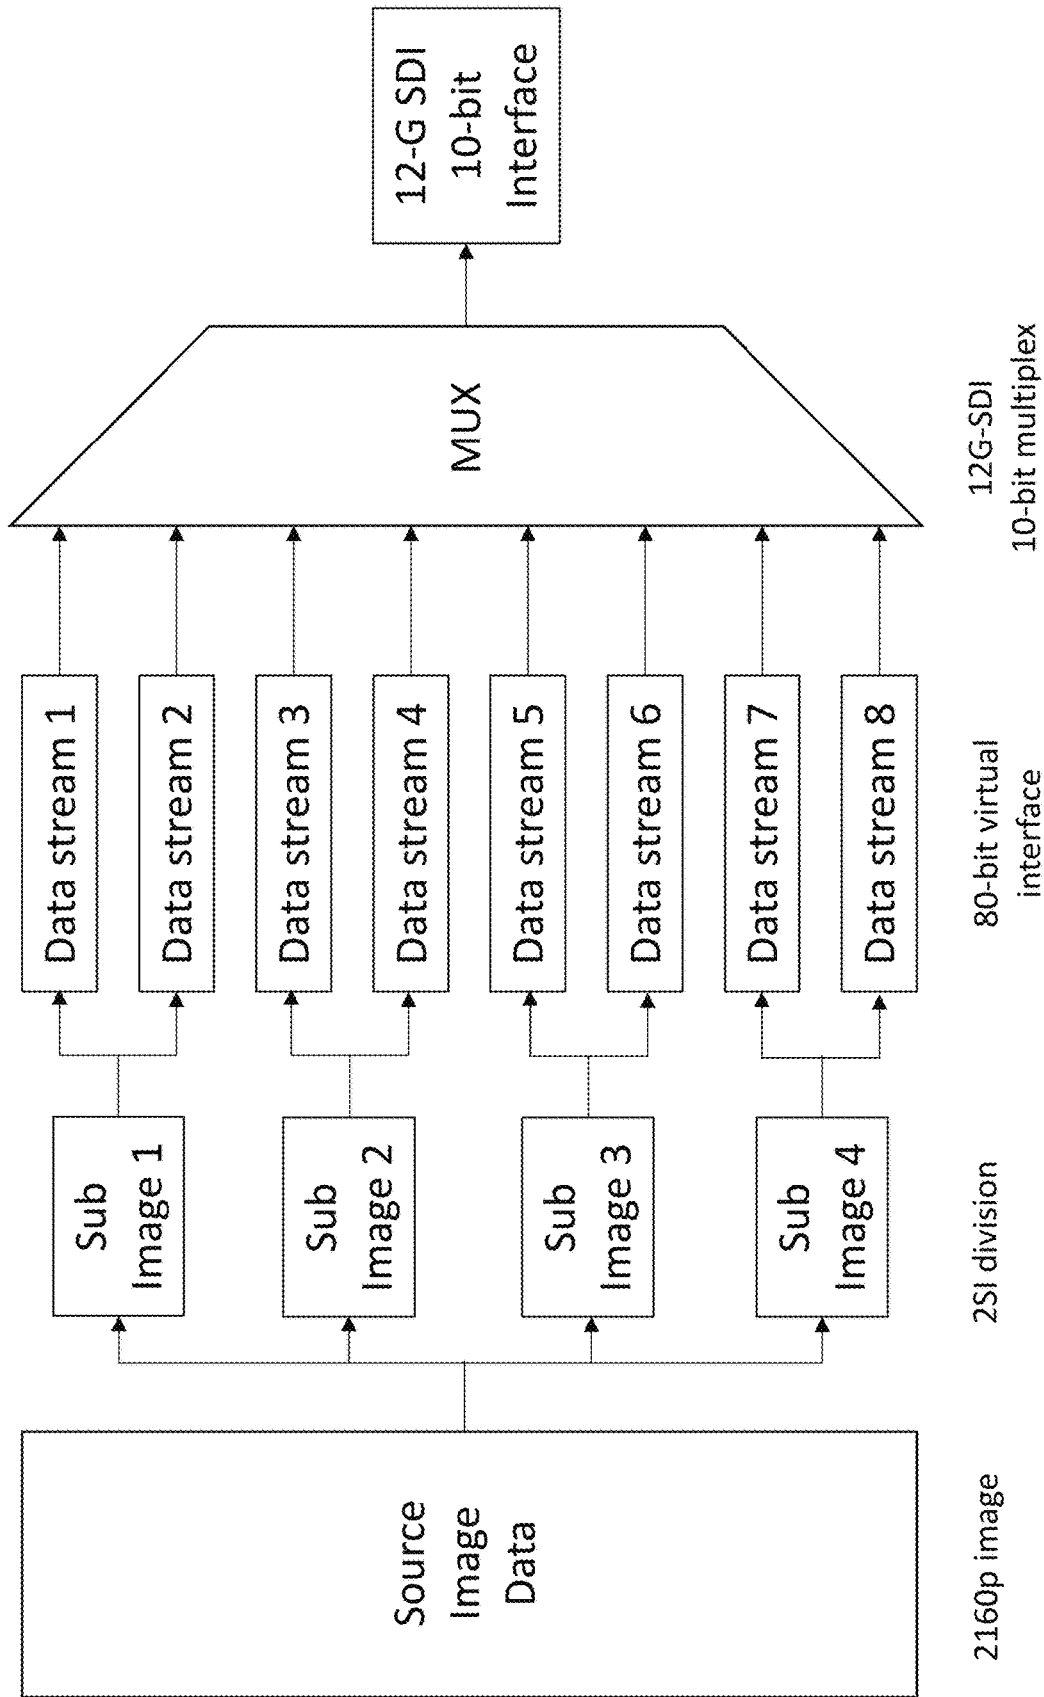 Source
Image
Data
Sub
Image 1
Sub
Image 2
Sub
Image 3
Sub
Image 4
Data stream 1
Data stream 2
Data stream 3
Data stream 4
Data stream 5
Data stream 6
Data stream 7
Data stream 8
MUX
12-G SDI
10-bit
Interface
2160p image
2SI division
80-bit virtual
interface
12G-SDI
10-bit multiplex